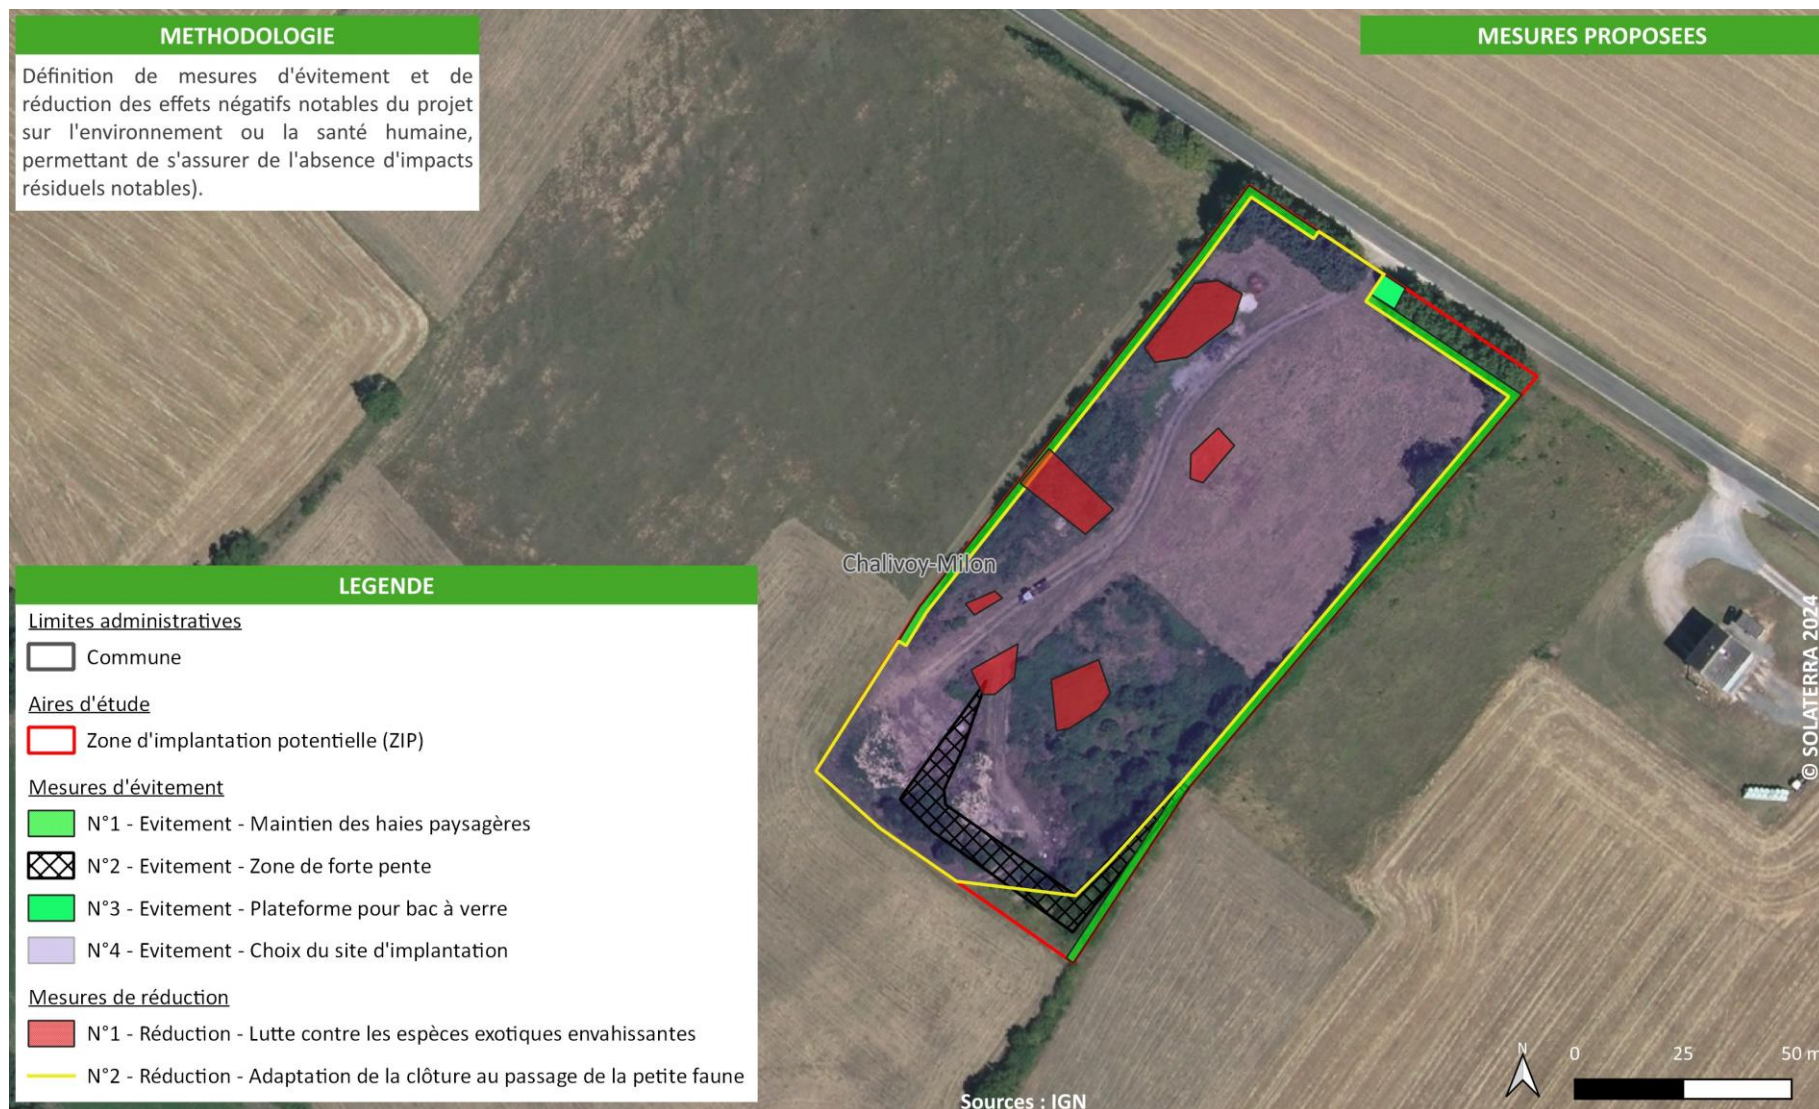 METHODOLOGIE
Définition de mesures d'évitement et de
réduction des effets négatifs notables du projet
sur l'environnement ou la santé humaine,
permettant de s'assurer de l'absence d'impacts
résiduels notables).
MESURES PROPOSEES
Chalivoy-Milon
LEGENDE
Limites administratives
Commune
Aires d'étude
Zone d'implantation potentielle (ZIP)
Mesures d'évitement
N°1 - Evitement - Maintien des haies paysagères
N°2 - Evitement - Zone de forte pente
N°3 - Evitement - Plateforme pour bac à verre
N°4 - Evitement - Choix du site d'implantation
Mesures de réduction
N°1 - Réduction - Lutte contre les espèces exotiques envahissantes
N°2 - Réduction - Adaptation de la clôture au passage de la petite faune
© SOLATERRA 2024
N
0 25 50 m
Sources : IGN